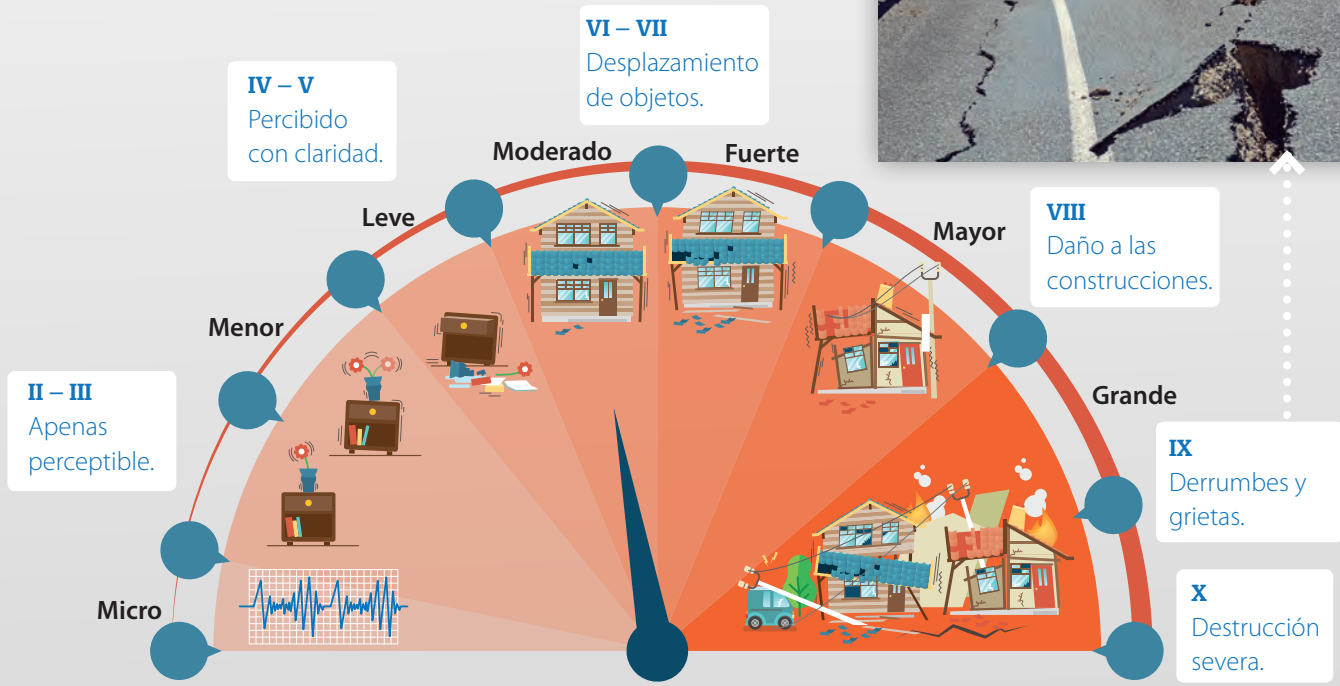 VI – VII
Desplazamiento
de objetos.
IV – V
Percibido
con claridad.
Moderado
Fuerte
Leve
VIII
Daño a las
construcciones.
Mayor
Menor
II – III
Apenas
perceptible.
Grande
IX
Derrumbes y
grietas.
Micro
X
Destrucción
severa.